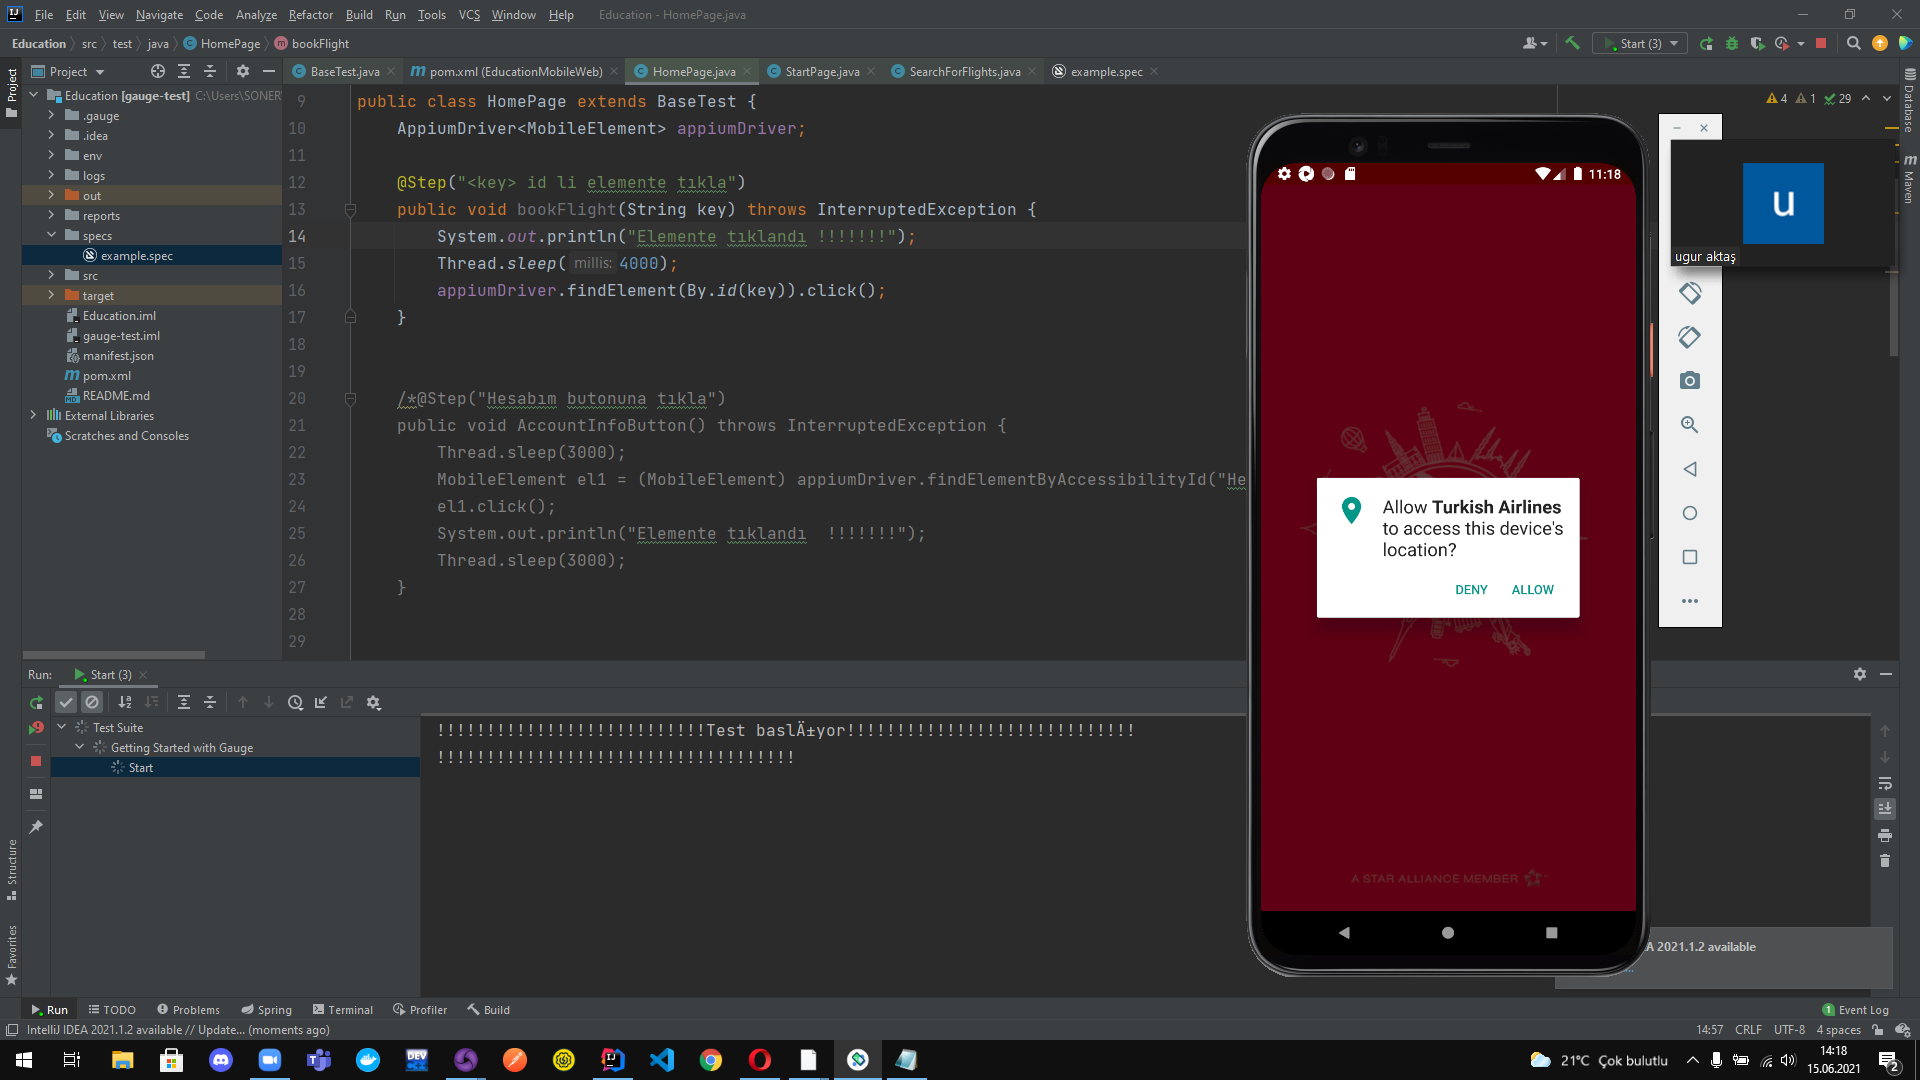 File Edit View Navigate Code Analyze Refactor Build Run Tools VCS Window Help Education - HomePage.java
Education src test java HomePage bookFlight
Start (3)
Project
BaseTest.java
pom.xml (EducationMobileWeb)
HomePage.java
StartPage.java
SearchForFlights.java
example.spec
Project
Database
Maven
Structure
Favorites
Education [gauge-test] C:\Users\SONER
.gauge
.idea
env
logs
out
reports
specs
example.spec
src
target
Education.iml
gauge-test.iml
manifest.json
pom.xml
README.md
External Libraries
Scratches and Consoles
4 1 29
9 public class HomePage extends BaseTest {
10 AppiumDriver<MobileElement> appiumDriver;
11
12 @Step("<key> id li elemente tıkla")
13 public void bookFlight(String key) throws InterruptedException {
14 System.out.println("Elemente tıklandı !!!!!!!");
15 Thread.sleep( millis: 4000);
16 appiumDriver.findElement(By.id(key)).click();
17 }
18
19
20 /*@Step("Hesabım butonuna tıkla")
21 public void AccountInfoButton() throws InterruptedException {
22 Thread.sleep(3000);
23 MobileElement el1 = (MobileElement) appiumDriver.findElementByAccessibilityId("He
24 el1.click();
25 System.out.println("Elemente tıklandı  !!!!!!!");
26 Thread.sleep(3000);
27 }
28
29
11:18
Allow Turkish Airlines
to access this device's
location?
DENY ALLOW
A STAR ALLIANCE MEMBER
u
ugur aktaş
Run: Start (3)
Test Suite
Getting Started with Gauge
Start
!!!!!!!!!!!!!!!!!!!!!!!!!!!Test baslÄ±yor!!!!!!!!!!!!!!!!!!!!!!!!!!!!!
!!!!!!!!!!!!!!!!!!!!!!!!!!!!!!!!!!!!
A 2021.1.2 available
Run TODO Problems Spring Terminal Profiler Build
1 Event Log
IntelliJ IDEA 2021.1.2 available // Update... (moments ago)
14:57 CRLF UTF-8 4 spaces
21°C Çok bulutlu
14:18
15.06.2021
2